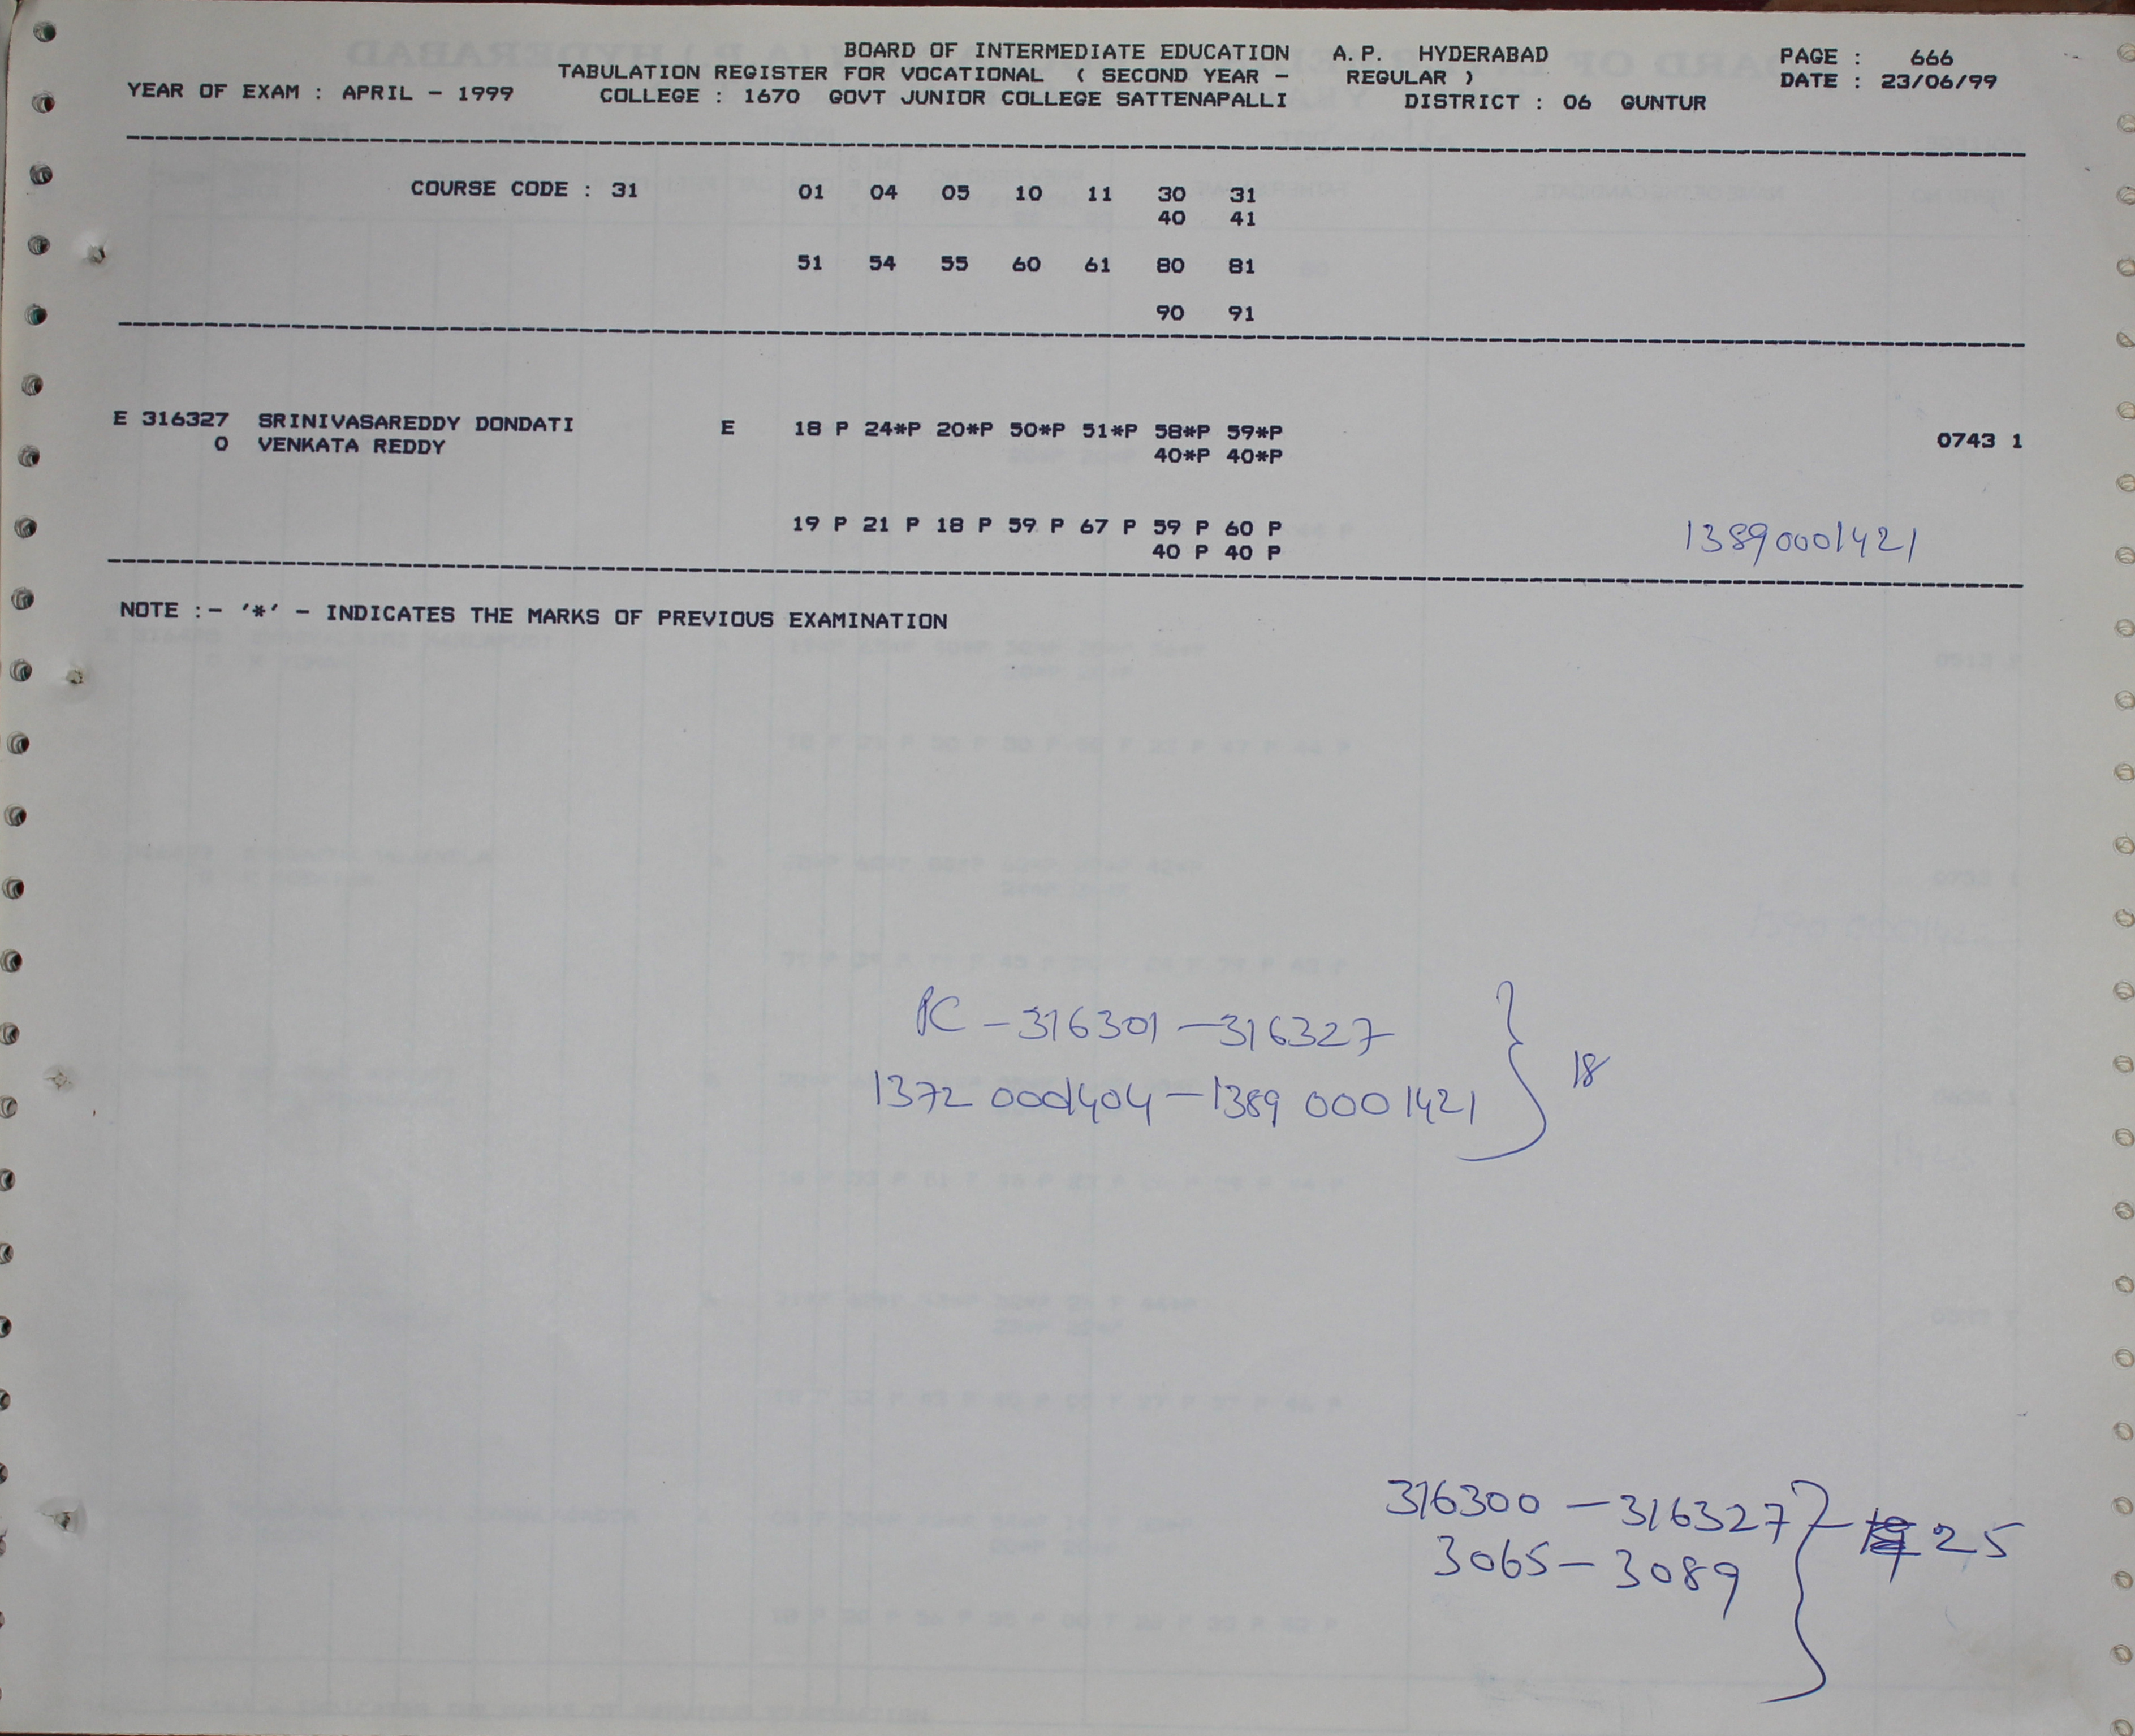 BOARD OF INTERMEDIATE EDUCATION A.P. HYDERABAD PAGE : 666
TABULATION REGISTER FOR VOCATIONAL ( SECOND YEAR - REGULAR ) DATE : 23/06/99
YEAR OF EXAM : APRIL - 1999 COLLEGE : 1670 GOVT JUNIOR COLLEGE SATTENAPALLI DISTRICT : 06 GUNTUR
COURSE CODE : 31 01 04 05 10 11 30 31
40 41
51 54 55 60 61 80 81
90 91
E 316327 SRINIVASAREDDY DONDATI E 18 P 24*P 20*P 50*P 51*P 58*P 59*P 0743 1
0 VENKATA REDDY 40*P 40*P
19 P 21 P 18 P 59 P 67 P 59 P 60 P 13890001421
40 P 40 P
NOTE :- '*' - INDICATES THE MARKS OF PREVIOUS EXAMINATION
PC - 316301 - 316327
18
1372 0001404 - 1389 0001421
316300 - 316327 - 25
3065 - 3089